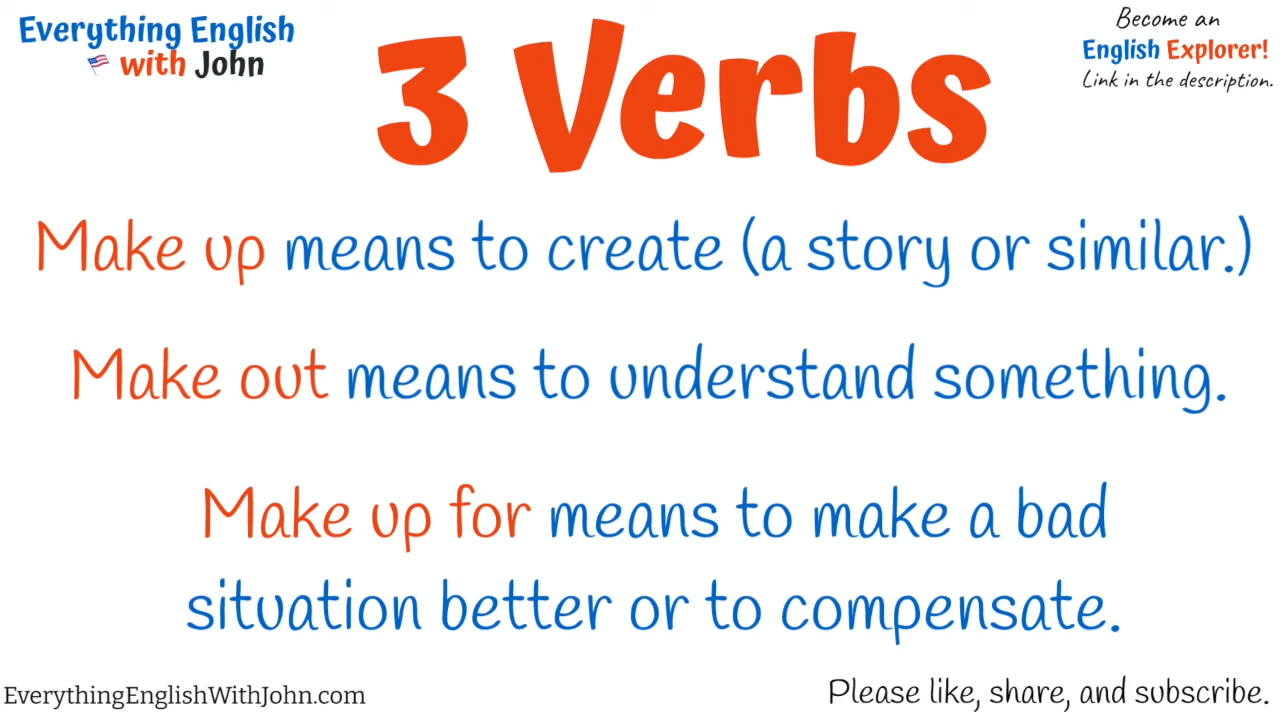 Everything English
with John
3 Verbs
Become an
English Explorer!
Link in the description.
Make up means to create (a story or similar.)
Make out means to understand something.
Make up for means to make a bad
situation better or to compensate.
EverythingEnglishWithJohn.com
Please like, share, and subscribe.